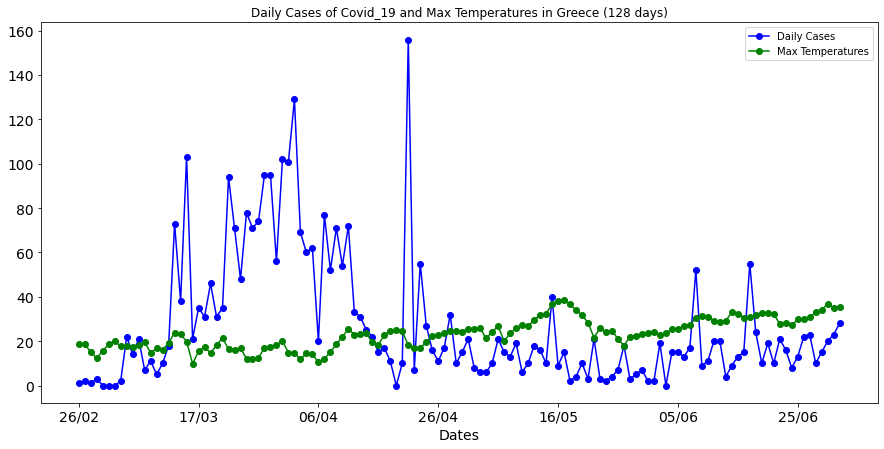 Daily Cases of Covid_19 and Max Temperatures in Greece (128 days)
Daily Cases
Max Temperatures
160
140
120
100
80
60
40
20
0
26/02 17/03 06/04 26/04 16/05 05/06 25/06
Dates